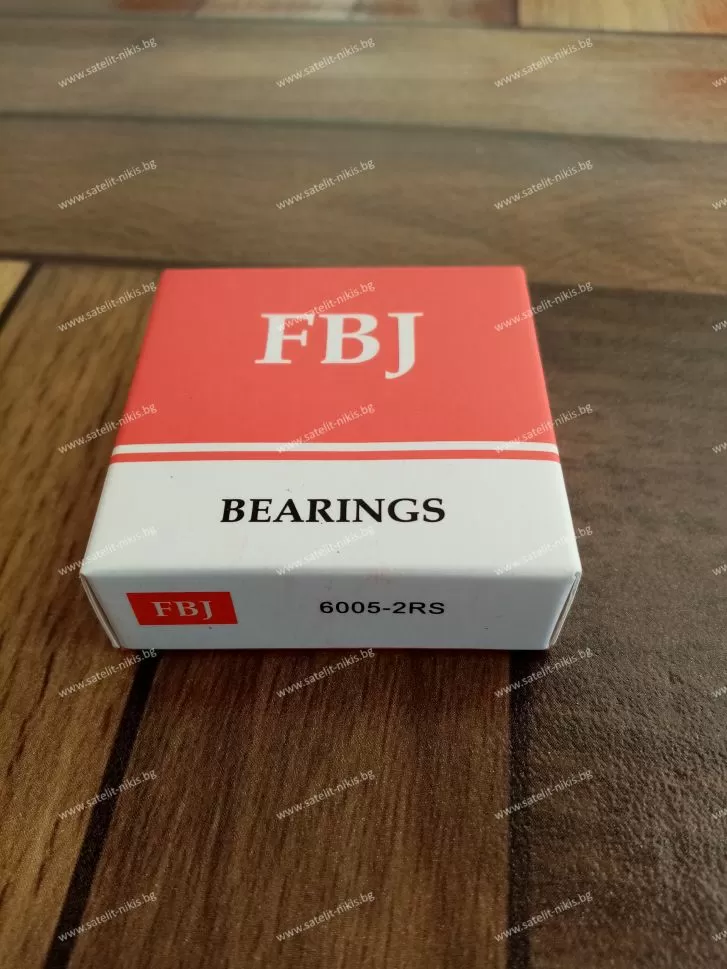 FBJ
BEARINGS
FBJ 6005-2RS
www.satelit-nikis.bg